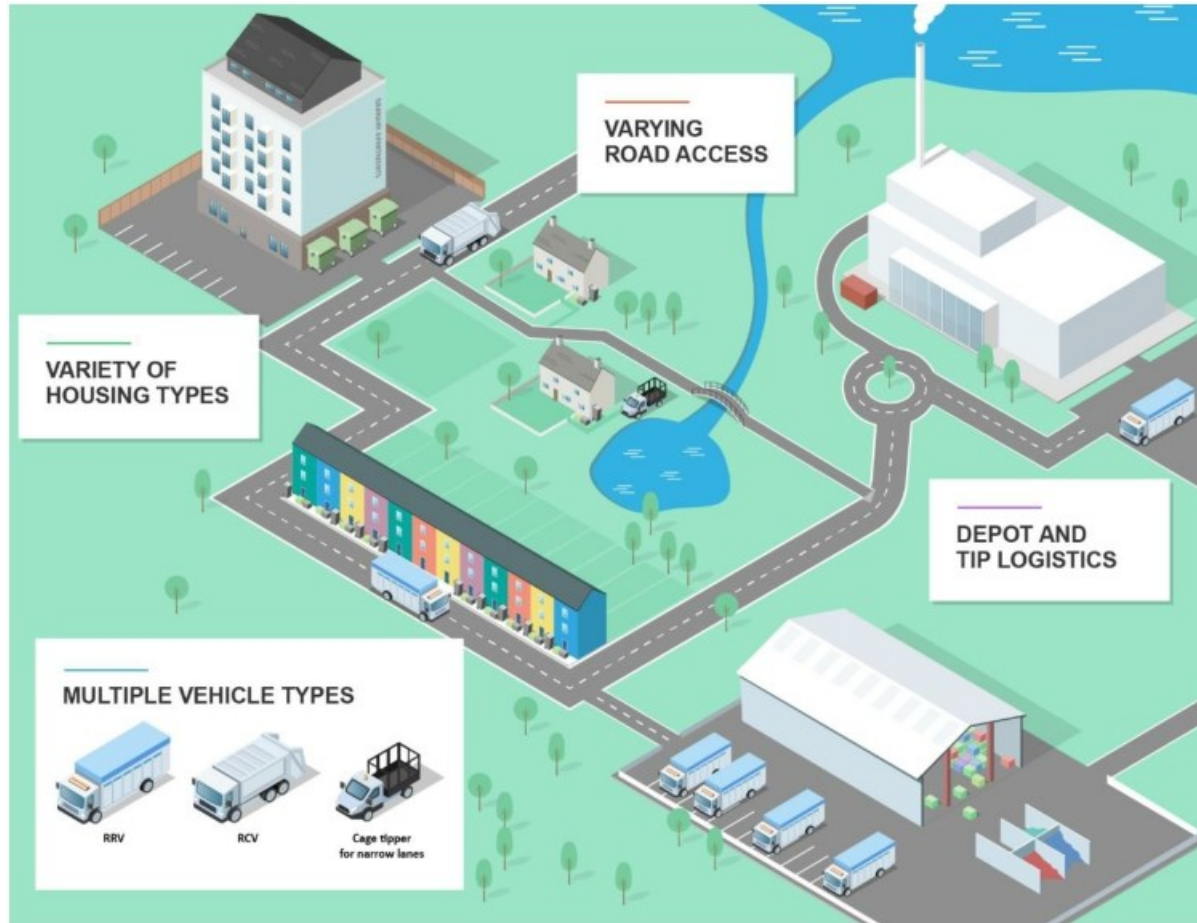 VARYING
ROAD ACCESS
VARIETY OF
HOUSING TYPES
DEPOT AND
TIP LOGISTICS
MULTIPLE VEHICLE TYPES
RRV
RCV
Cage tipper
for narrow lanes